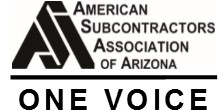 AMERICAN
SUBCONTRACTORS
ASSOCIATION
OF ARIZONA
ONE VOICE